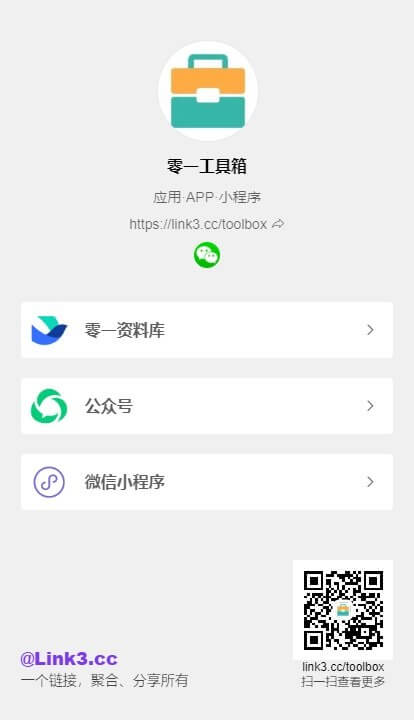 零一工具箱
应用·APP·小程序
https://link3.cc/toolbox
零一资料库
公众号
微信小程序
@Link3.cc
一个链接，聚合、分享所有
link3.cc/toolbox
扫一扫查看更多